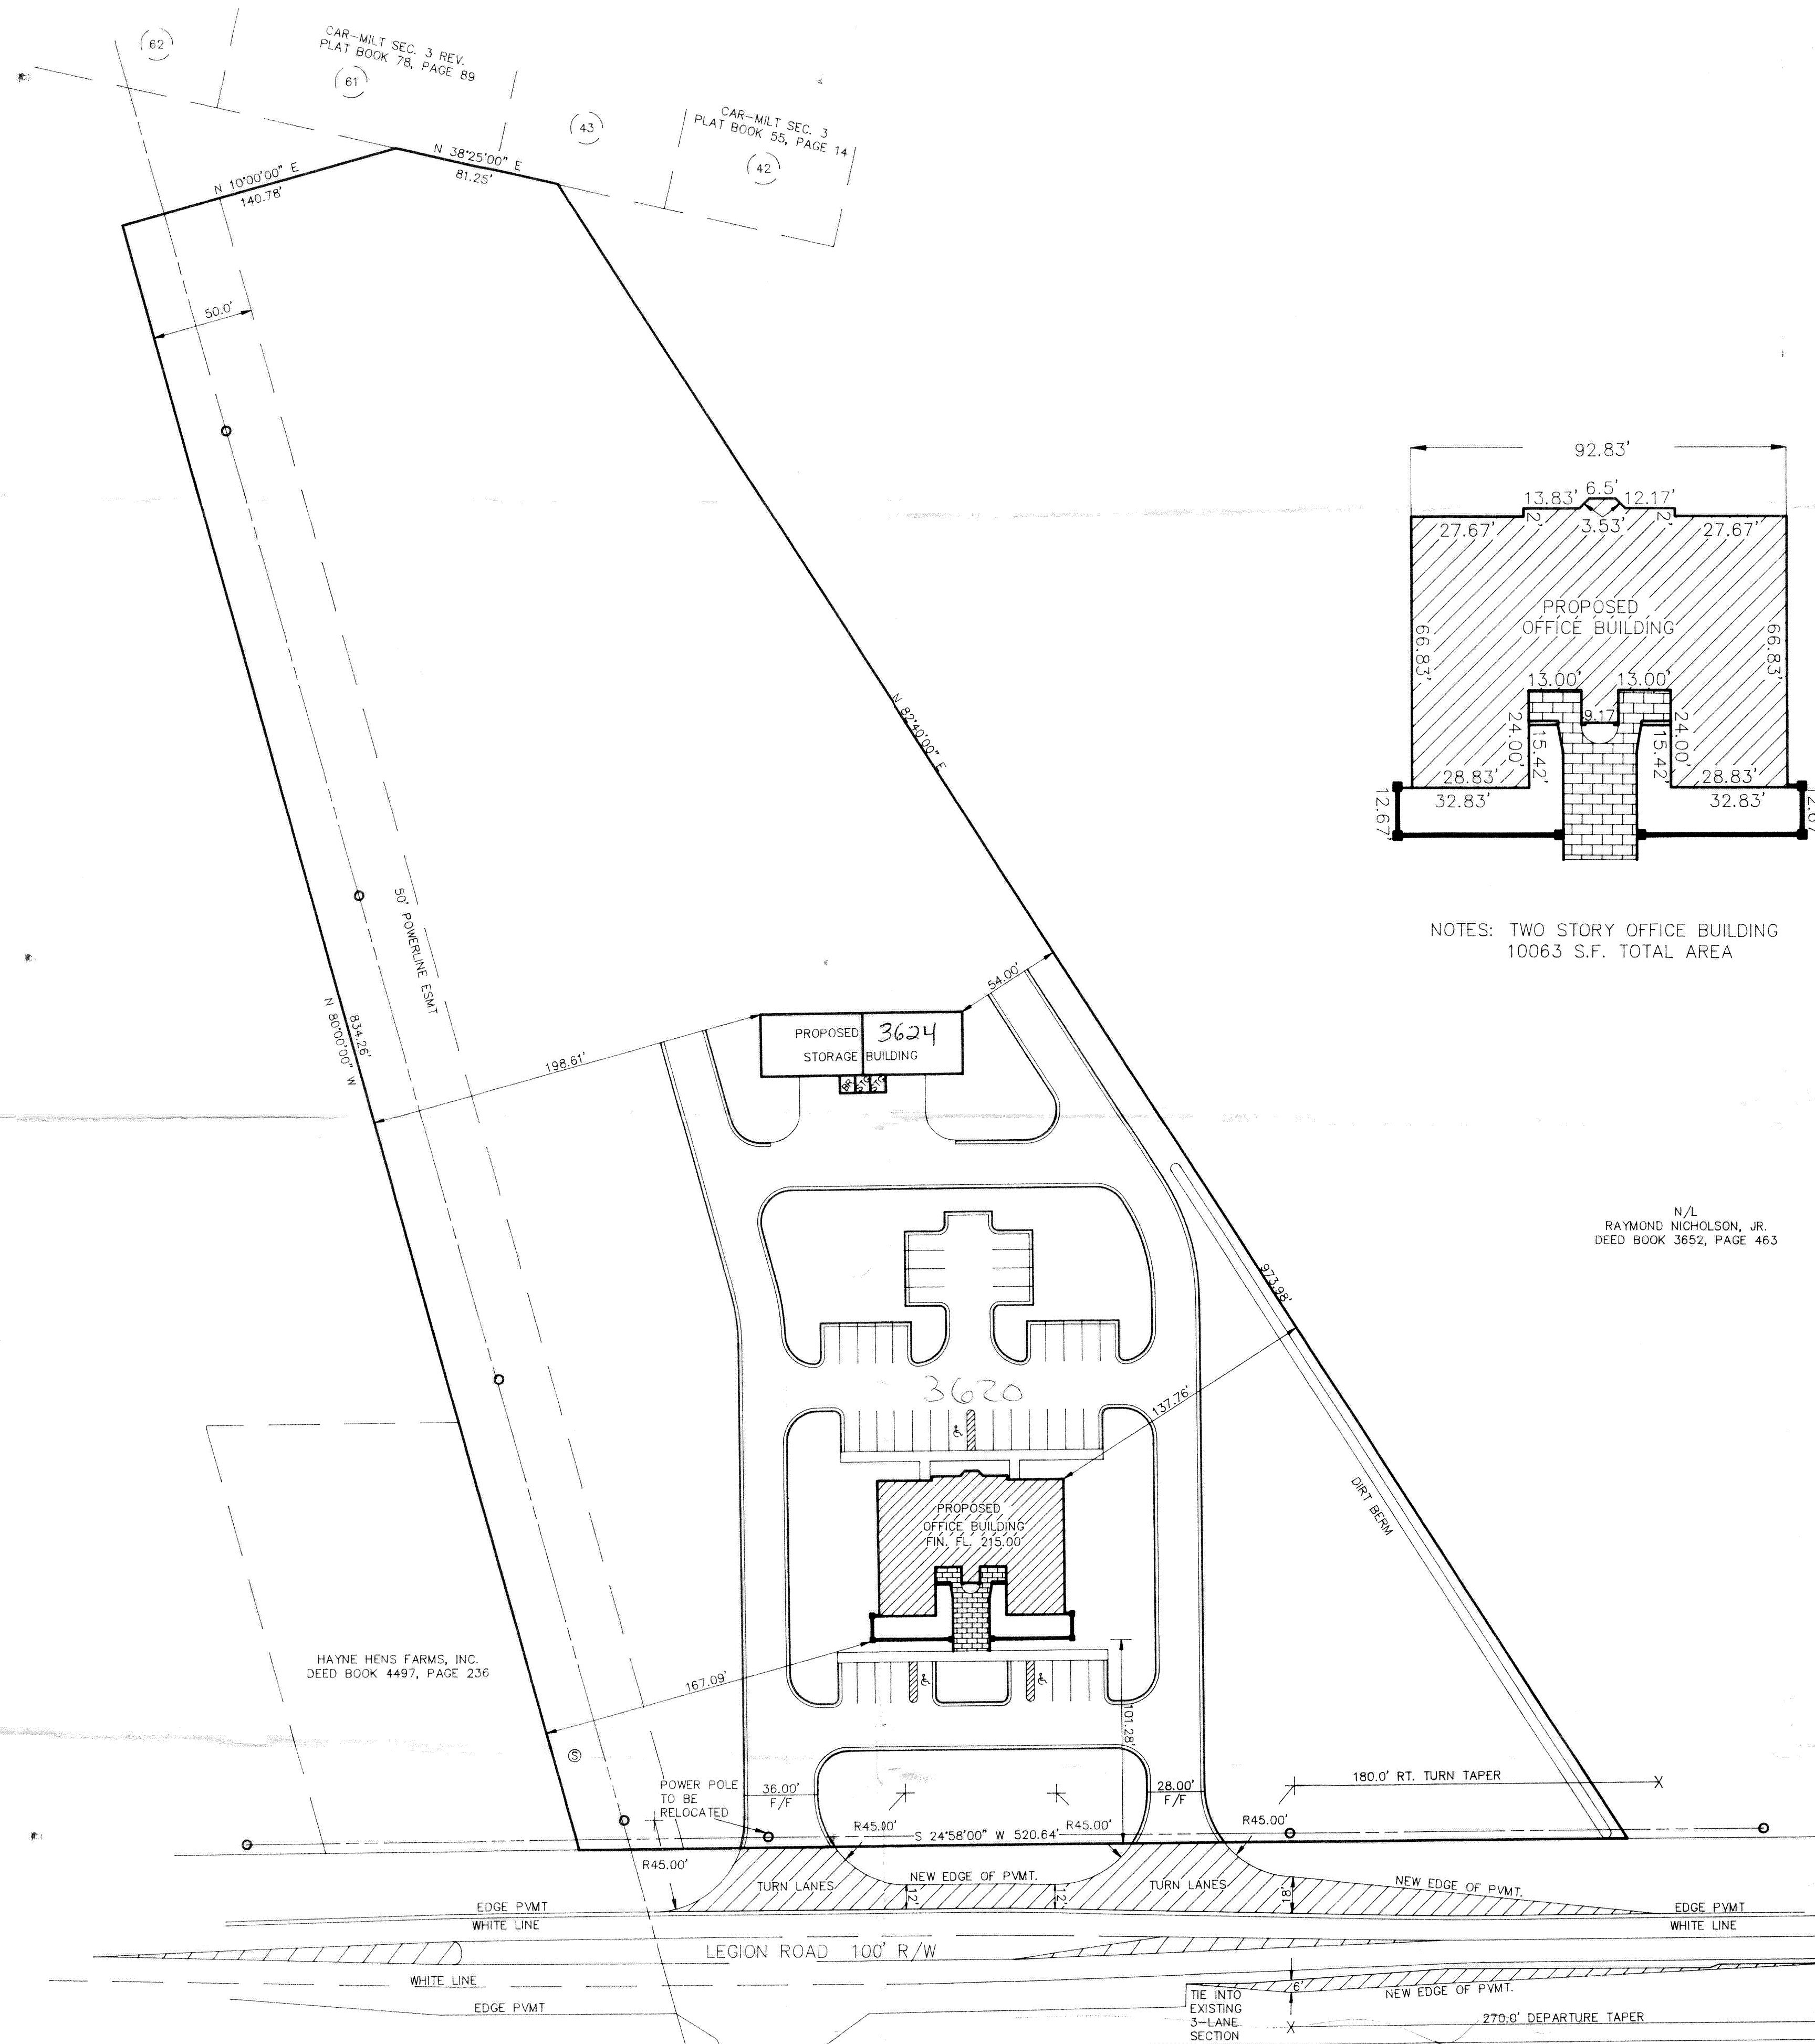 62
CAR-MILT SEC. 3 REV.
PLAT BOOK 78, PAGE 89
61
43
CAR-MILT SEC. 3
PLAT BOOK 55, PAGE 14
42
N 10°00'00" E
140.78'
N 38°25'00" E
81.25'
50.0'
92.83'
13.83' 6.5' 12.17'
2' 2'
27.67' 3.53' 27.67'
PROPOSED
OFFICE BUILDING
66.83'
66.83'
13.00' 13.00'
9.17'
24.00'
15.42'
15.42'
24.00'
28.83' 28.83'
32.83' 32.83'
12.67'
12.67'
NOTES: TWO STORY OFFICE BUILDING
10063 S.F. TOTAL AREA
N 82°40'00" E
50' POWERLINE ESMT
834.26'
N 80°00'00" W
54.00'
PROPOSED 3624
STORAGE BUILDING
198.61'
N/L
RAYMOND NICHOLSON, JR.
DEED BOOK 3652, PAGE 463
973.98'
3620
137.76'
DIRT BERM
PROPOSED
OFFICE BUILDING
FIN. FL. 215.00'
HAYNE HENS FARMS, INC.
DEED BOOK 4497, PAGE 236
167.09'
101.28'
S
POWER POLE
TO BE
RELOCATED
36.00'
F/F
28.00'
F/F
180.0' RT. TURN TAPER
R45.00'
R45.00'
R45.00'
S 24°58'00" W 520.64'
R45.00'
TURN LANES
NEW EDGE OF PVMT.
12'
12'
TURN LANES
18'
NEW EDGE OF PVMT.
EDGE PVMT
WHITE LINE
EDGE PVMT
WHITE LINE
LEGION ROAD 100' R/W
WHITE LINE
EDGE PVMT
6'
NEW EDGE OF PVMT.
TIE INTO
EXISTING
3-LANE
SECTION
270.0' DEPARTURE TAPER